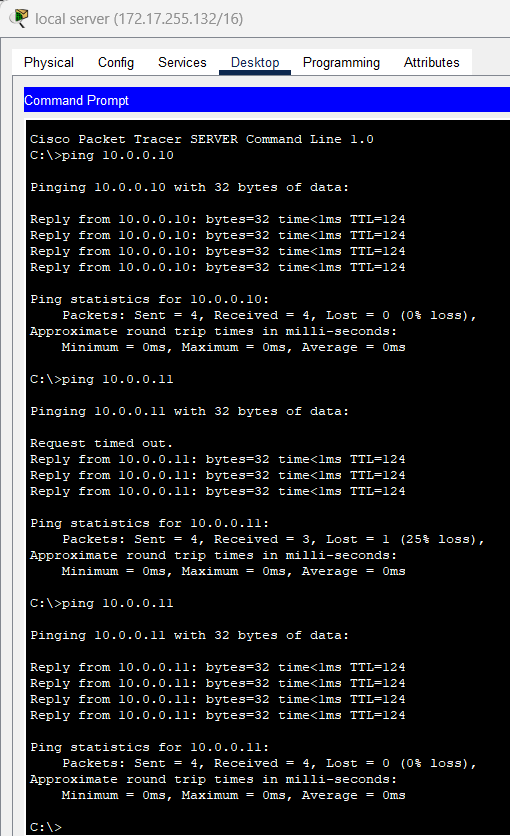 local server (172.17.255.132/16)
Physical Config Services Desktop Programming Attributes
Command Prompt
Cisco Packet Tracer SERVER Command Line 1.0
C:\>ping 10.0.0.10
Pinging 10.0.0.10 with 32 bytes of data:
Reply from 10.0.0.10: bytes=32 time<1ms TTL=124
Reply from 10.0.0.10: bytes=32 time<1ms TTL=124
Reply from 10.0.0.10: bytes=32 time<1ms TTL=124
Reply from 10.0.0.10: bytes=32 time<1ms TTL=124
Ping statistics for 10.0.0.10:
Packets: Sent = 4, Received = 4, Lost = 0 (0% loss),
Approximate round trip times in milli-seconds:
Minimum = 0ms, Maximum = 0ms, Average = 0ms
C:\>ping 10.0.0.11
Pinging 10.0.0.11 with 32 bytes of data:
Request timed out.
Reply from 10.0.0.11: bytes=32 time<1ms TTL=124
Reply from 10.0.0.11: bytes=32 time<1ms TTL=124
Reply from 10.0.0.11: bytes=32 time<1ms TTL=124
Ping statistics for 10.0.0.11:
Packets: Sent = 4, Received = 3, Lost = 1 (25% loss),
Approximate round trip times in milli-seconds:
Minimum = 0ms, Maximum = 0ms, Average = 0ms
C:\>ping 10.0.0.11
Pinging 10.0.0.11 with 32 bytes of data:
Reply from 10.0.0.11: bytes=32 time<1ms TTL=124
Reply from 10.0.0.11: bytes=32 time<1ms TTL=124
Reply from 10.0.0.11: bytes=32 time<1ms TTL=124
Reply from 10.0.0.11: bytes=32 time<1ms TTL=124
Ping statistics for 10.0.0.11:
Packets: Sent = 4, Received = 4, Lost = 0 (0% loss),
Approximate round trip times in milli-seconds:
Minimum = 0ms, Maximum = 0ms, Average = 0ms
C:\>